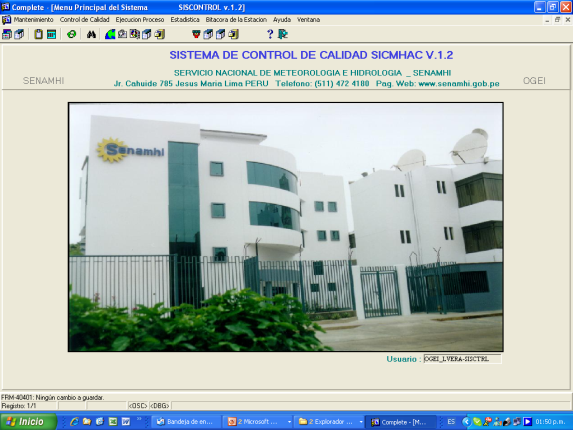 Complete - [Menu Principal del Sistema SISCONTROL v.1.2]
Mantenimiento Control de Calidad Ejecucion Proceso Estadistica Bitacora de la Estacion Ayuda Ventana
SISTEMA DE CONTROL DE CALIDAD SICMHAC V.1.2
SERVICIO NACIONAL DE METEOROLOGIA E HIDROLOGIA _ SENAMHI
SENAMHI
Jr. Cahuide 785 Jesus Maria Lima PERU Telefono: (511) 472 4180 Pag. Web: www.senamhi.gob.pe
OGEI
Senamhi
Usuario : OGEI_LVERA-SISCTRL
FRM-40401: Ningún cambio a guardar.
Registro: 1/1 <OSC> <DBG>
Inicio Bandeja de en... 2 Microsoft ... 2 Explorador ... Complete - [M... ES 01:50 p.m.